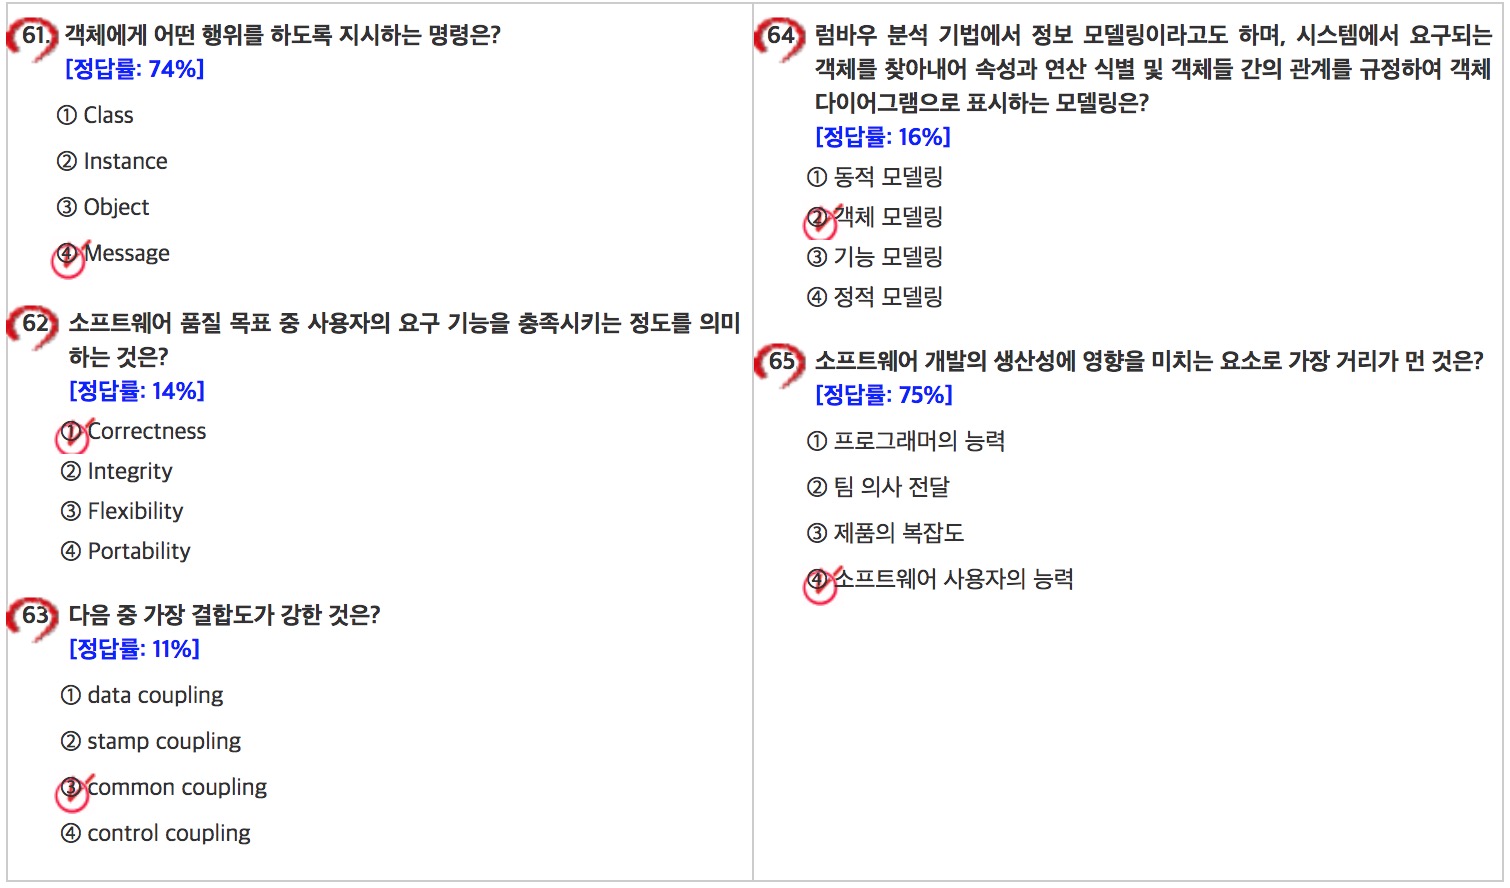 61. 객체에게 어떤 행위를 하도록 지시하는 명령은?
[정답률: 74%]
① Class
② Instance
③ Object
④ Message
62 소프트웨어 품질 목표 중 사용자의 요구 기능을 충족시키는 정도를 의미
하는 것은?
[정답률: 14%]
① Correctness
② Integrity
③ Flexibility
④ Portability
63 다음 중 가장 결합도가 강한 것은?
[정답률: 11%]
① data coupling
② stamp coupling
③ common coupling
④ control coupling
64 럼바우 분석 기법에서 정보 모델링이라고도 하며, 시스템에서 요구되는
객체를 찾아내어 속성과 연산 식별 및 객체들 간의 관계를 규정하여 객체
다이어그램으로 표시하는 모델링은?
[정답률: 16%]
① 동적 모델링
② 객체 모델링
③ 기능 모델링
④ 정적 모델링
65 소프트웨어 개발의 생산성에 영향을 미치는 요소로 가장 거리가 먼 것은?
[정답률: 75%]
① 프로그래머의 능력
② 팀 의사 전달
③ 제품의 복잡도
④ 소프트웨어 사용자의 능력